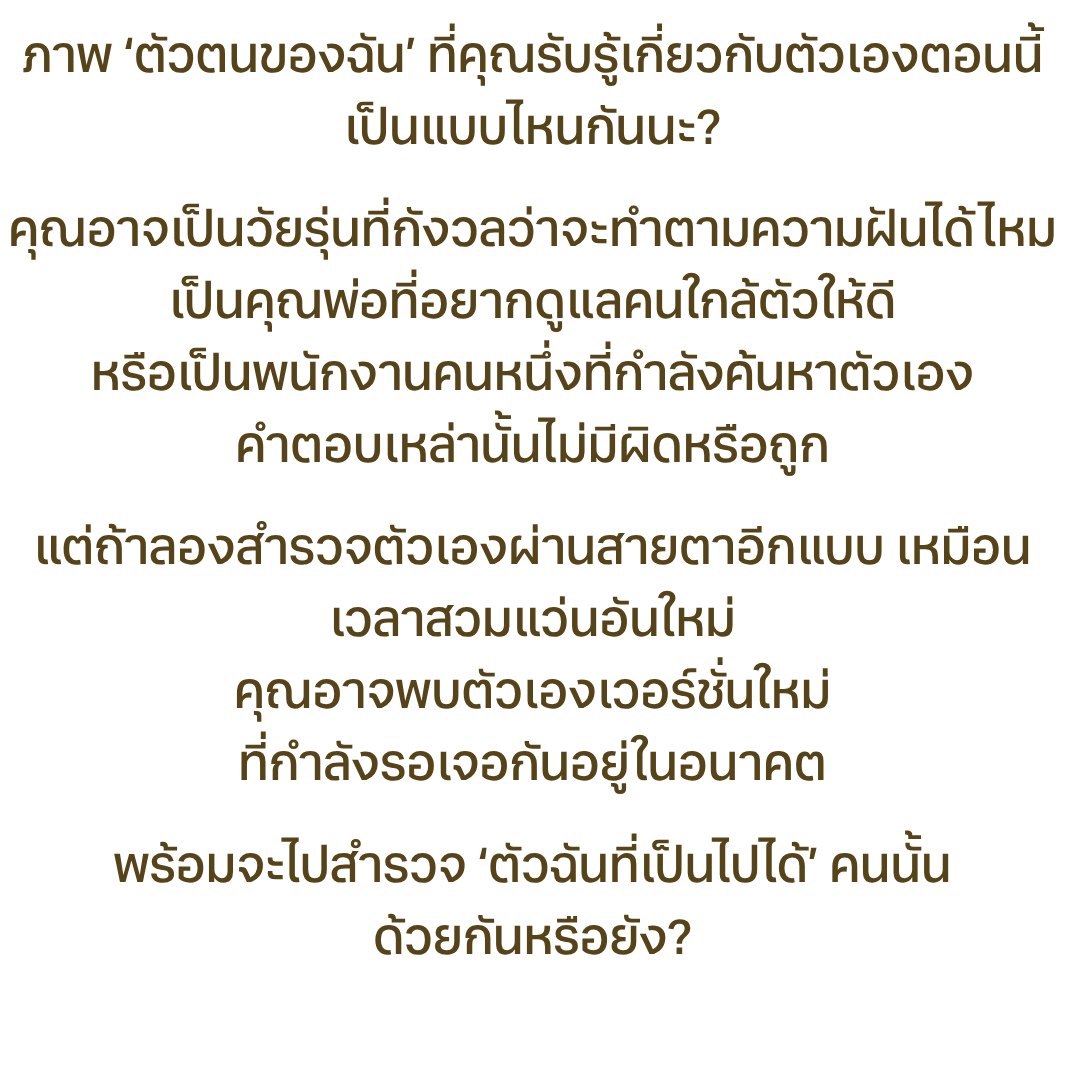 ภาพ ‘ตัวตนของฉัน’ ที่คุณรับรู้เกี่ยวกับตัวเองตอนนี้
เป็นแบบไหนกันนะ?
คุณอาจเป็นวัยรุ่นที่กังวลว่าจะทำตามความฝันได้ไหม
เป็นคุณพ่อที่อยากดูแลคนใกล้ตัวให้ดี
หรือเป็นพนักงานคนหนึ่งที่กำลังค้นหาตัวเอง
คำตอบเหล่านั้นไม่มีผิดหรือถูก
แต่ถ้าลองสำรวจตัวเองผ่านสายตาอีกแบบ เหมือน
เวลาสวมแว่นอันใหม่
คุณอาจพบตัวเองเวอร์ชั่นใหม่
ที่กำลังรอเจอกันอยู่ในอนาคต
พร้อมจะไปสำรวจ ‘ตัวฉันที่เป็นไปได้’ คนนั้น
ด้วยกันหรือยัง?